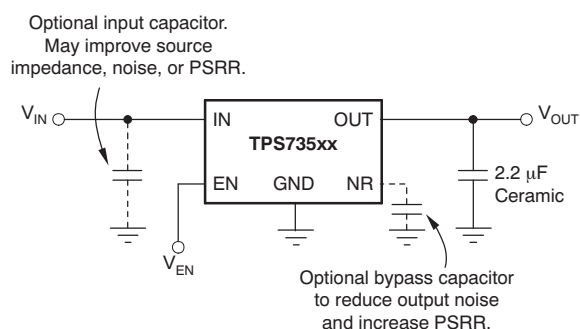 Optional input capacitor.
May improve source
impedance, noise, or PSRR.
VIN
IN
OUT
VOUT
TPS735xx
EN
GND
NR
2.2 μF
Ceramic
VEN
Optional bypass capacitor
to reduce output noise
and increase PSRR.